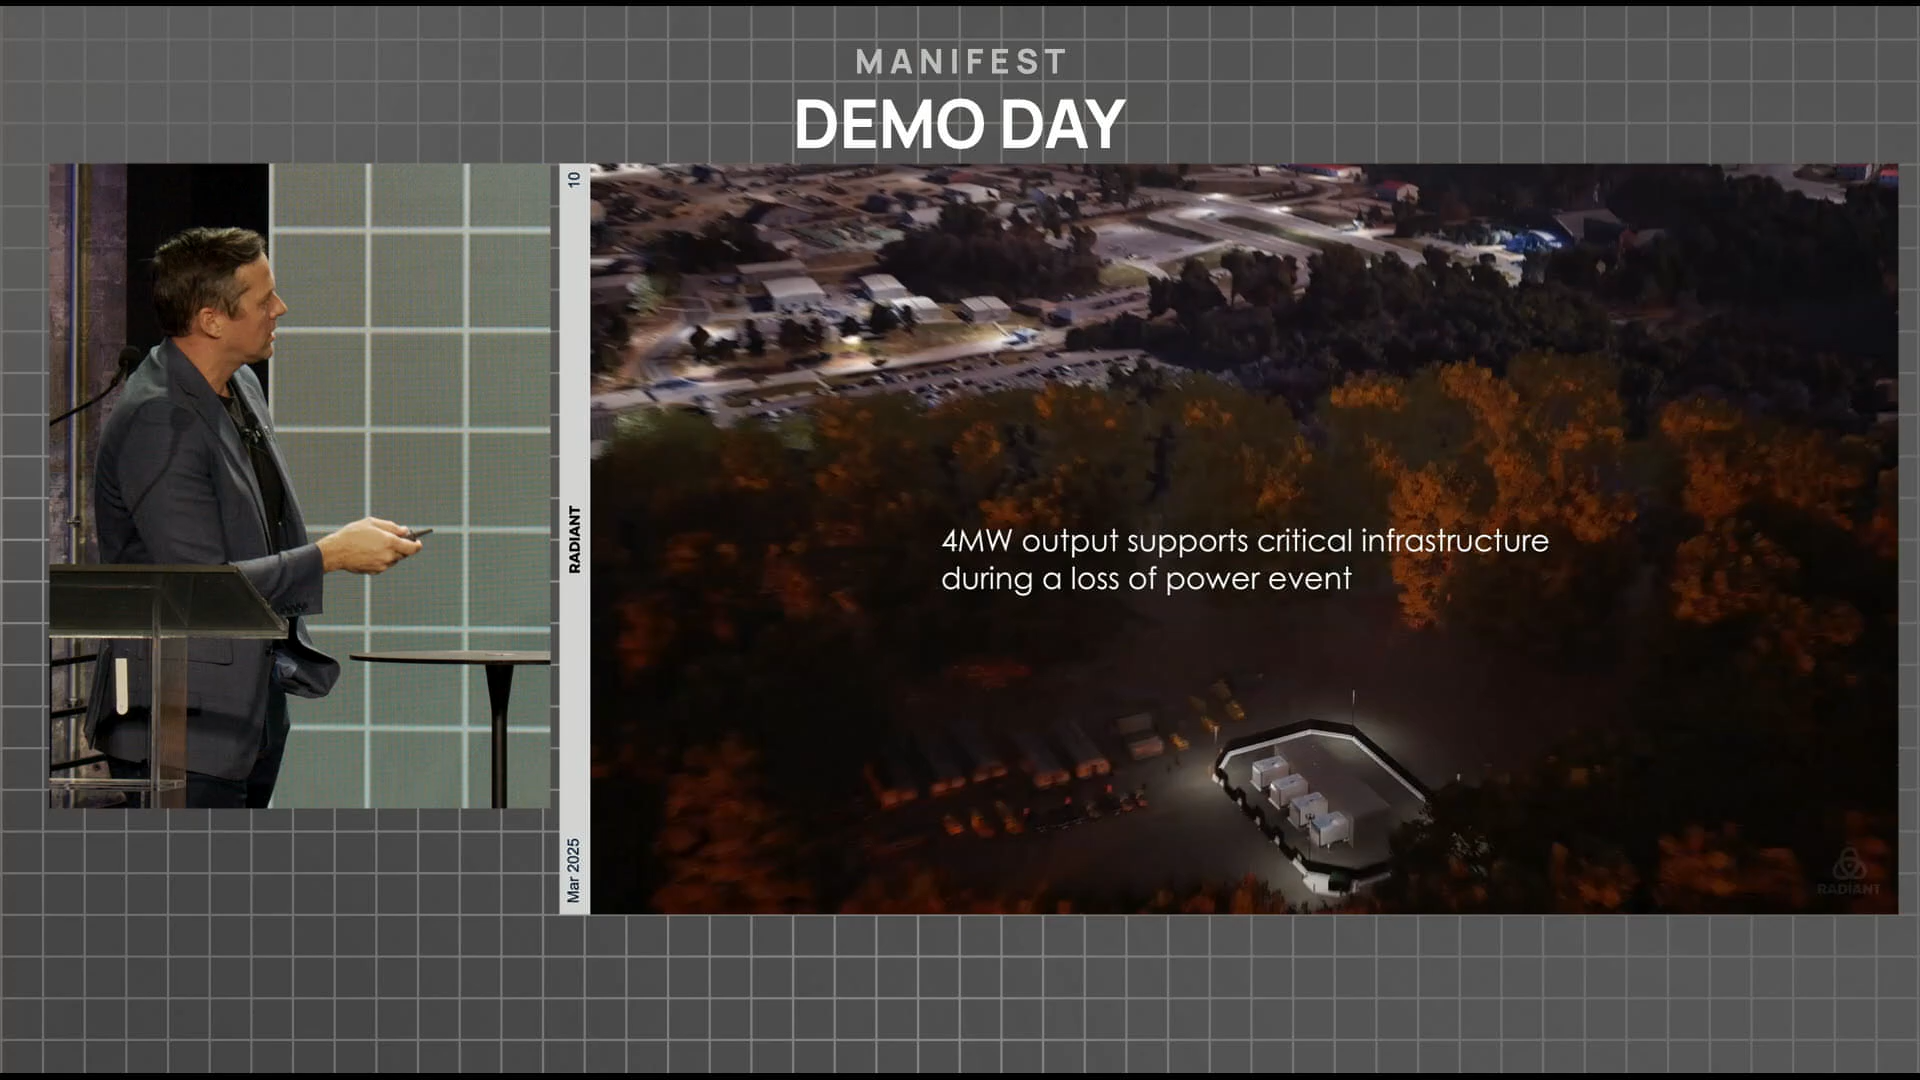 MANIFEST
DEMO DAY
10
RADIANT
Mar 2025
4MW output supports critical infrastructure
during a loss of power event
RADIANT